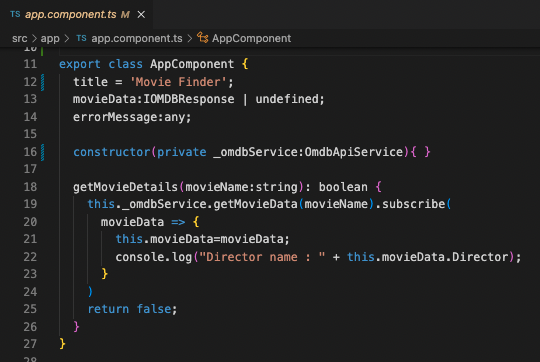 TS app.component.ts M ×
src > app > TS app.component.ts > AppComponent
10
11 export class AppComponent {
12 title = 'Movie Finder';
13 movieData:IOMDBResponse | undefined;
14 errorMessage:any;
15
16 constructor(private _omdbService:OmdbApiService){ }
17
18 getMovieDetails(movieName:string): boolean {
19 this._omdbService.getMovieData(movieName).subscribe(
20 movieData => {
21 this.movieData=movieData;
22 console.log("Director name : " + this.movieData.Director);
23 }
24 )
25 return false;
26 }
27 }
28